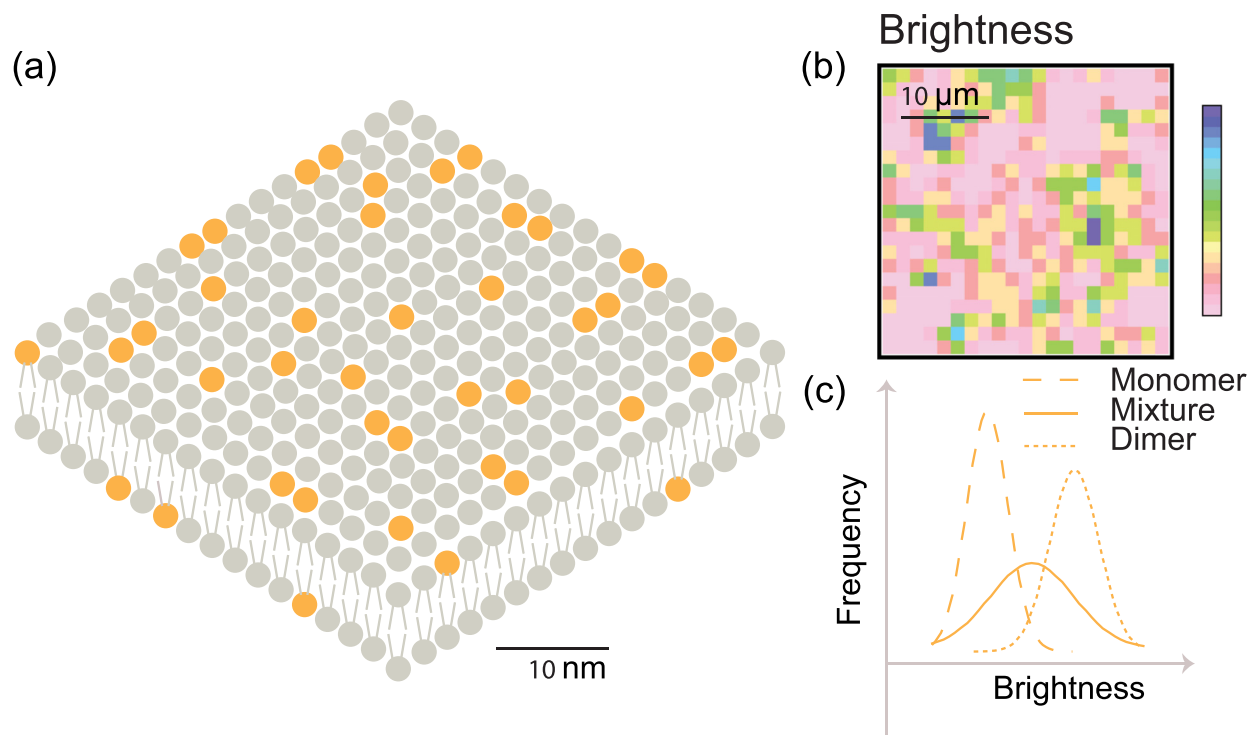 (a)
10 nm
Brightness
(b)
10 µm
(c)
Monomer
Mixture
Dimer
Frequency
Brightness